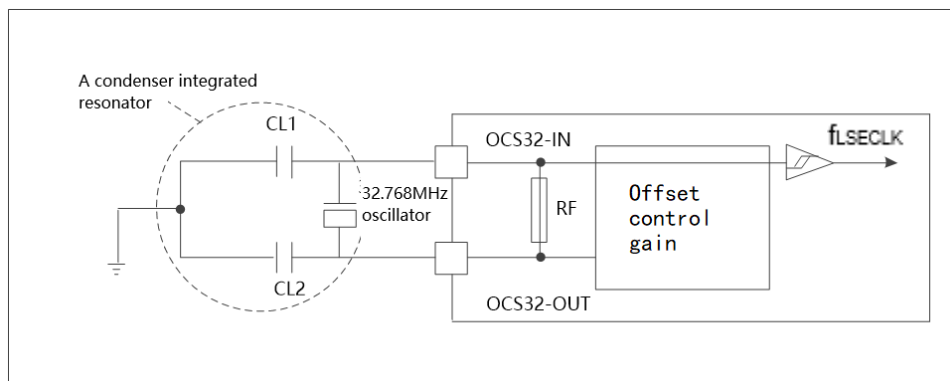 A condenser integrated
resonator
CL1
OCS32-IN
fLSECLK
32.768MHz
oscillator
RF
Offset
control
gain
CL2
OCS32-OUT